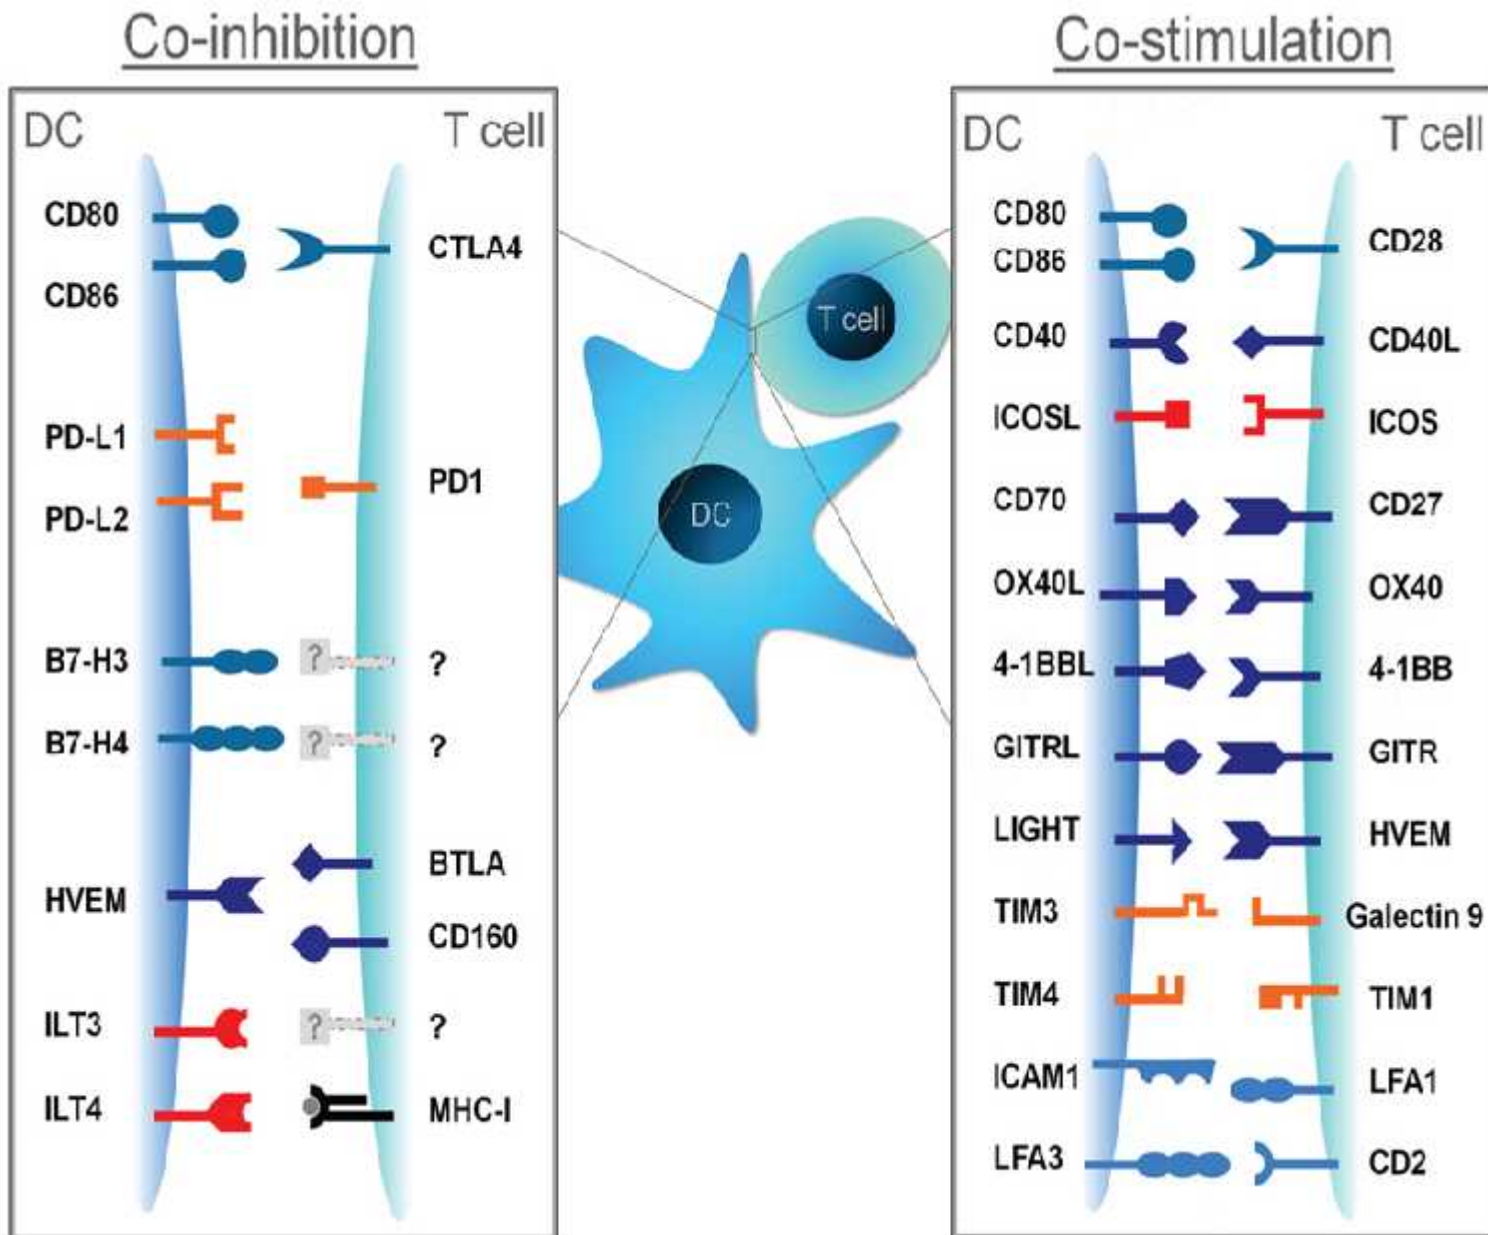 Co-inhibition
DC T cell
CD80
CTLA4
CD86
PD-L1
PD1
PD-L2
B7-H3 ? ?
B7-H4 ? ?
BTLA
HVEM
CD160
ILT3 ? ?
ILT4 MHC-I
T cell
DC
Co-stimulation
DC T cell
CD80
CD28
CD86
CD40 CD40L
ICOSL ICOS
CD70 CD27
OX40L OX40
4-1BBL 4-1BB
GITRL GITR
LIGHT HVEM
TIM3 Galectin 9
TIM4 TIM1
ICAM1 LFA1
LFA3 CD2